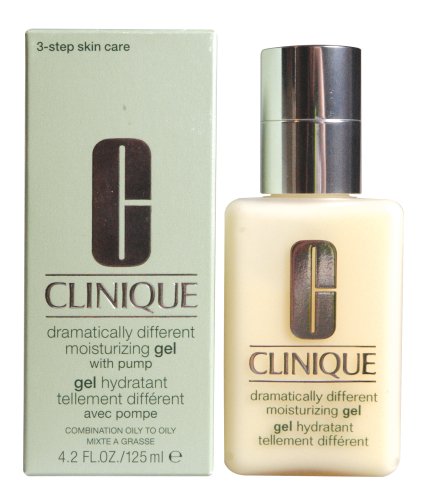 3-step skin care
C
CLINIQUE
dramatically different
moisturizing gel
with pump
gel hydratant
tellement différent
avec pompe
COMBINATION OILY TO OILY
MIXTE A GRASSE
4.2 FL.OZ./125 ml ℮
C
CLINIQUE
dramatically different
moisturizing gel
gel hydratant
tellement différent